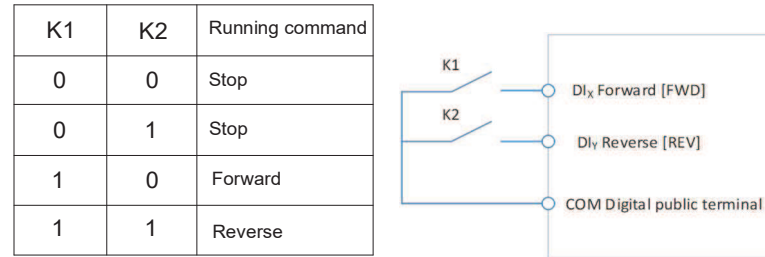 K1 K2 Running command
0 0 Stop
0 1 Stop
1 0 Forward
1 1 Reverse
K1
DIX Forward [FWD]
K2
DIY Reverse [REV]
COM Digital public terminal